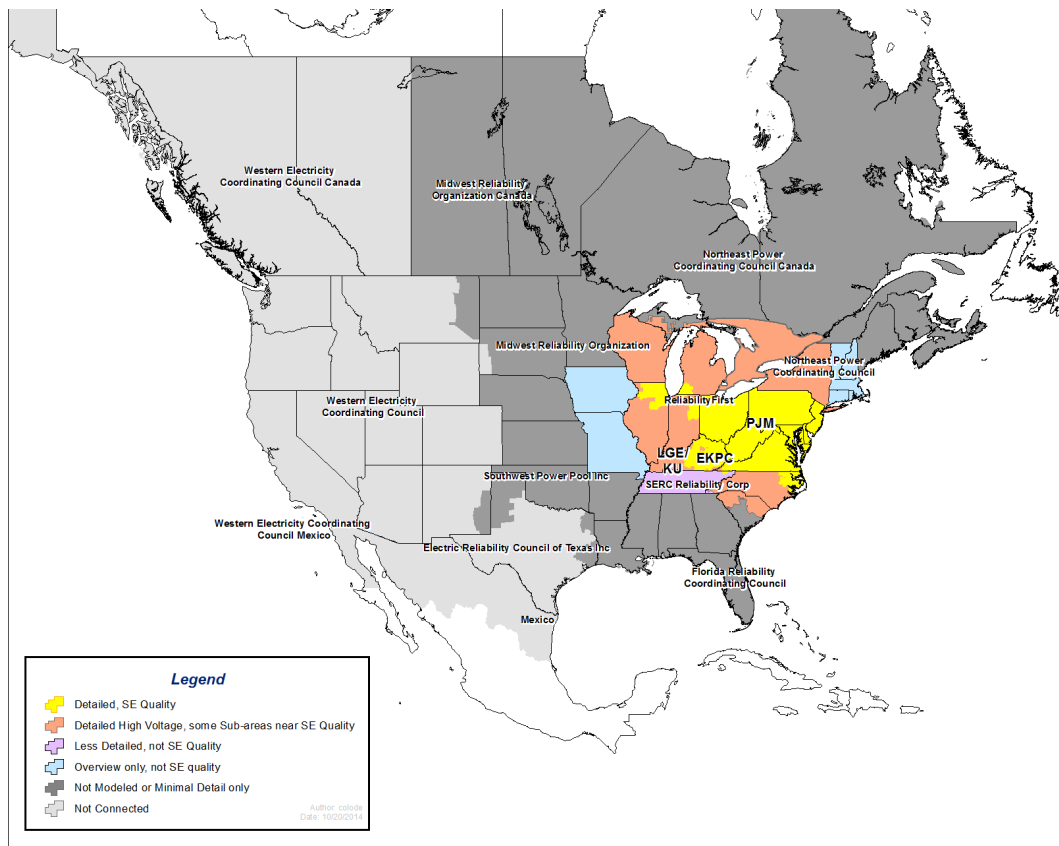 Western Electricity
Coordinating Council Canada
Midwest Reliability
Organization Canada
Northeast Power
Coordinating Council Canada
Midwest Reliability Organization
Northeast Power
Coordinating Council
Western Electricity
Coordinating Council
ReliabilityFirst
PJM
LGE/
KU
EKPC
Southwest Power Pool Inc
SERC Reliability Corp
Western Electricity Coordinating
Council Mexico
Electric Reliability Council of Texas Inc
Florida Reliability
Coordinating Council
Mexico
Legend
Detailed, SE Quality
Detailed High Voltage, some Sub-areas near SE Quality
Less Detailed, not SE Quality
Overview only, not SE quality
Not Modeled or Minimal Detail only
Not Connected
Author: colode
Date: 10/20/2014